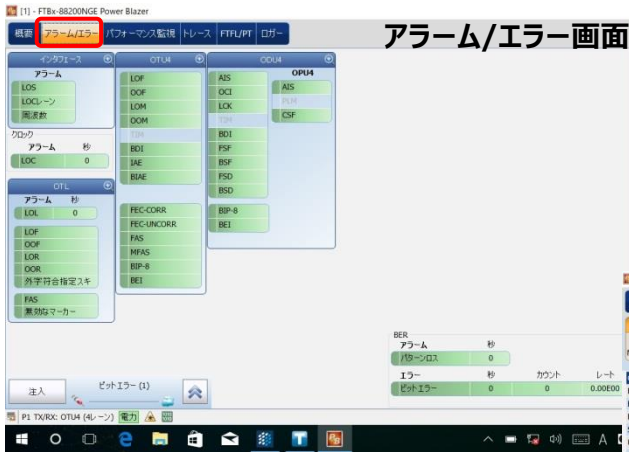 [1] - FTBx-88200NGE Power Blazer
概要 アラーム/エラー パフォーマンス監視 トレース FTFL/PT ロガー
アラーム/エラー画面
インタフェース
アラーム
LOS
LOCレーン
周波数
クロック
アラーム 秒
LOC 0
OTL
アラーム 秒
LOL 0
LOF
OOF
LOR
OOR
外字符合指定スキ
FAS
無効なマーカー
OTU4
LOF
OOF
LOM
OOM
TIM
BDI
IAE
BIAE
FEC-CORR
FEC-UNCORR
FAS
MFAS
BIP-8
BEI
ODU4
AIS
OCI
LCK
TIM
BDI
FSF
BSF
FSD
BSD
BIP-8
BEI
OPU4
AIS
PLM
CSF
BER
アラーム 秒
パターンロス 0
エラー 秒 カウント レート
ビットエラー 0 0 0.00E00
注入 ビットエラー (1)
P1 TX/RX: OTU4 (4レーン) 電力
A